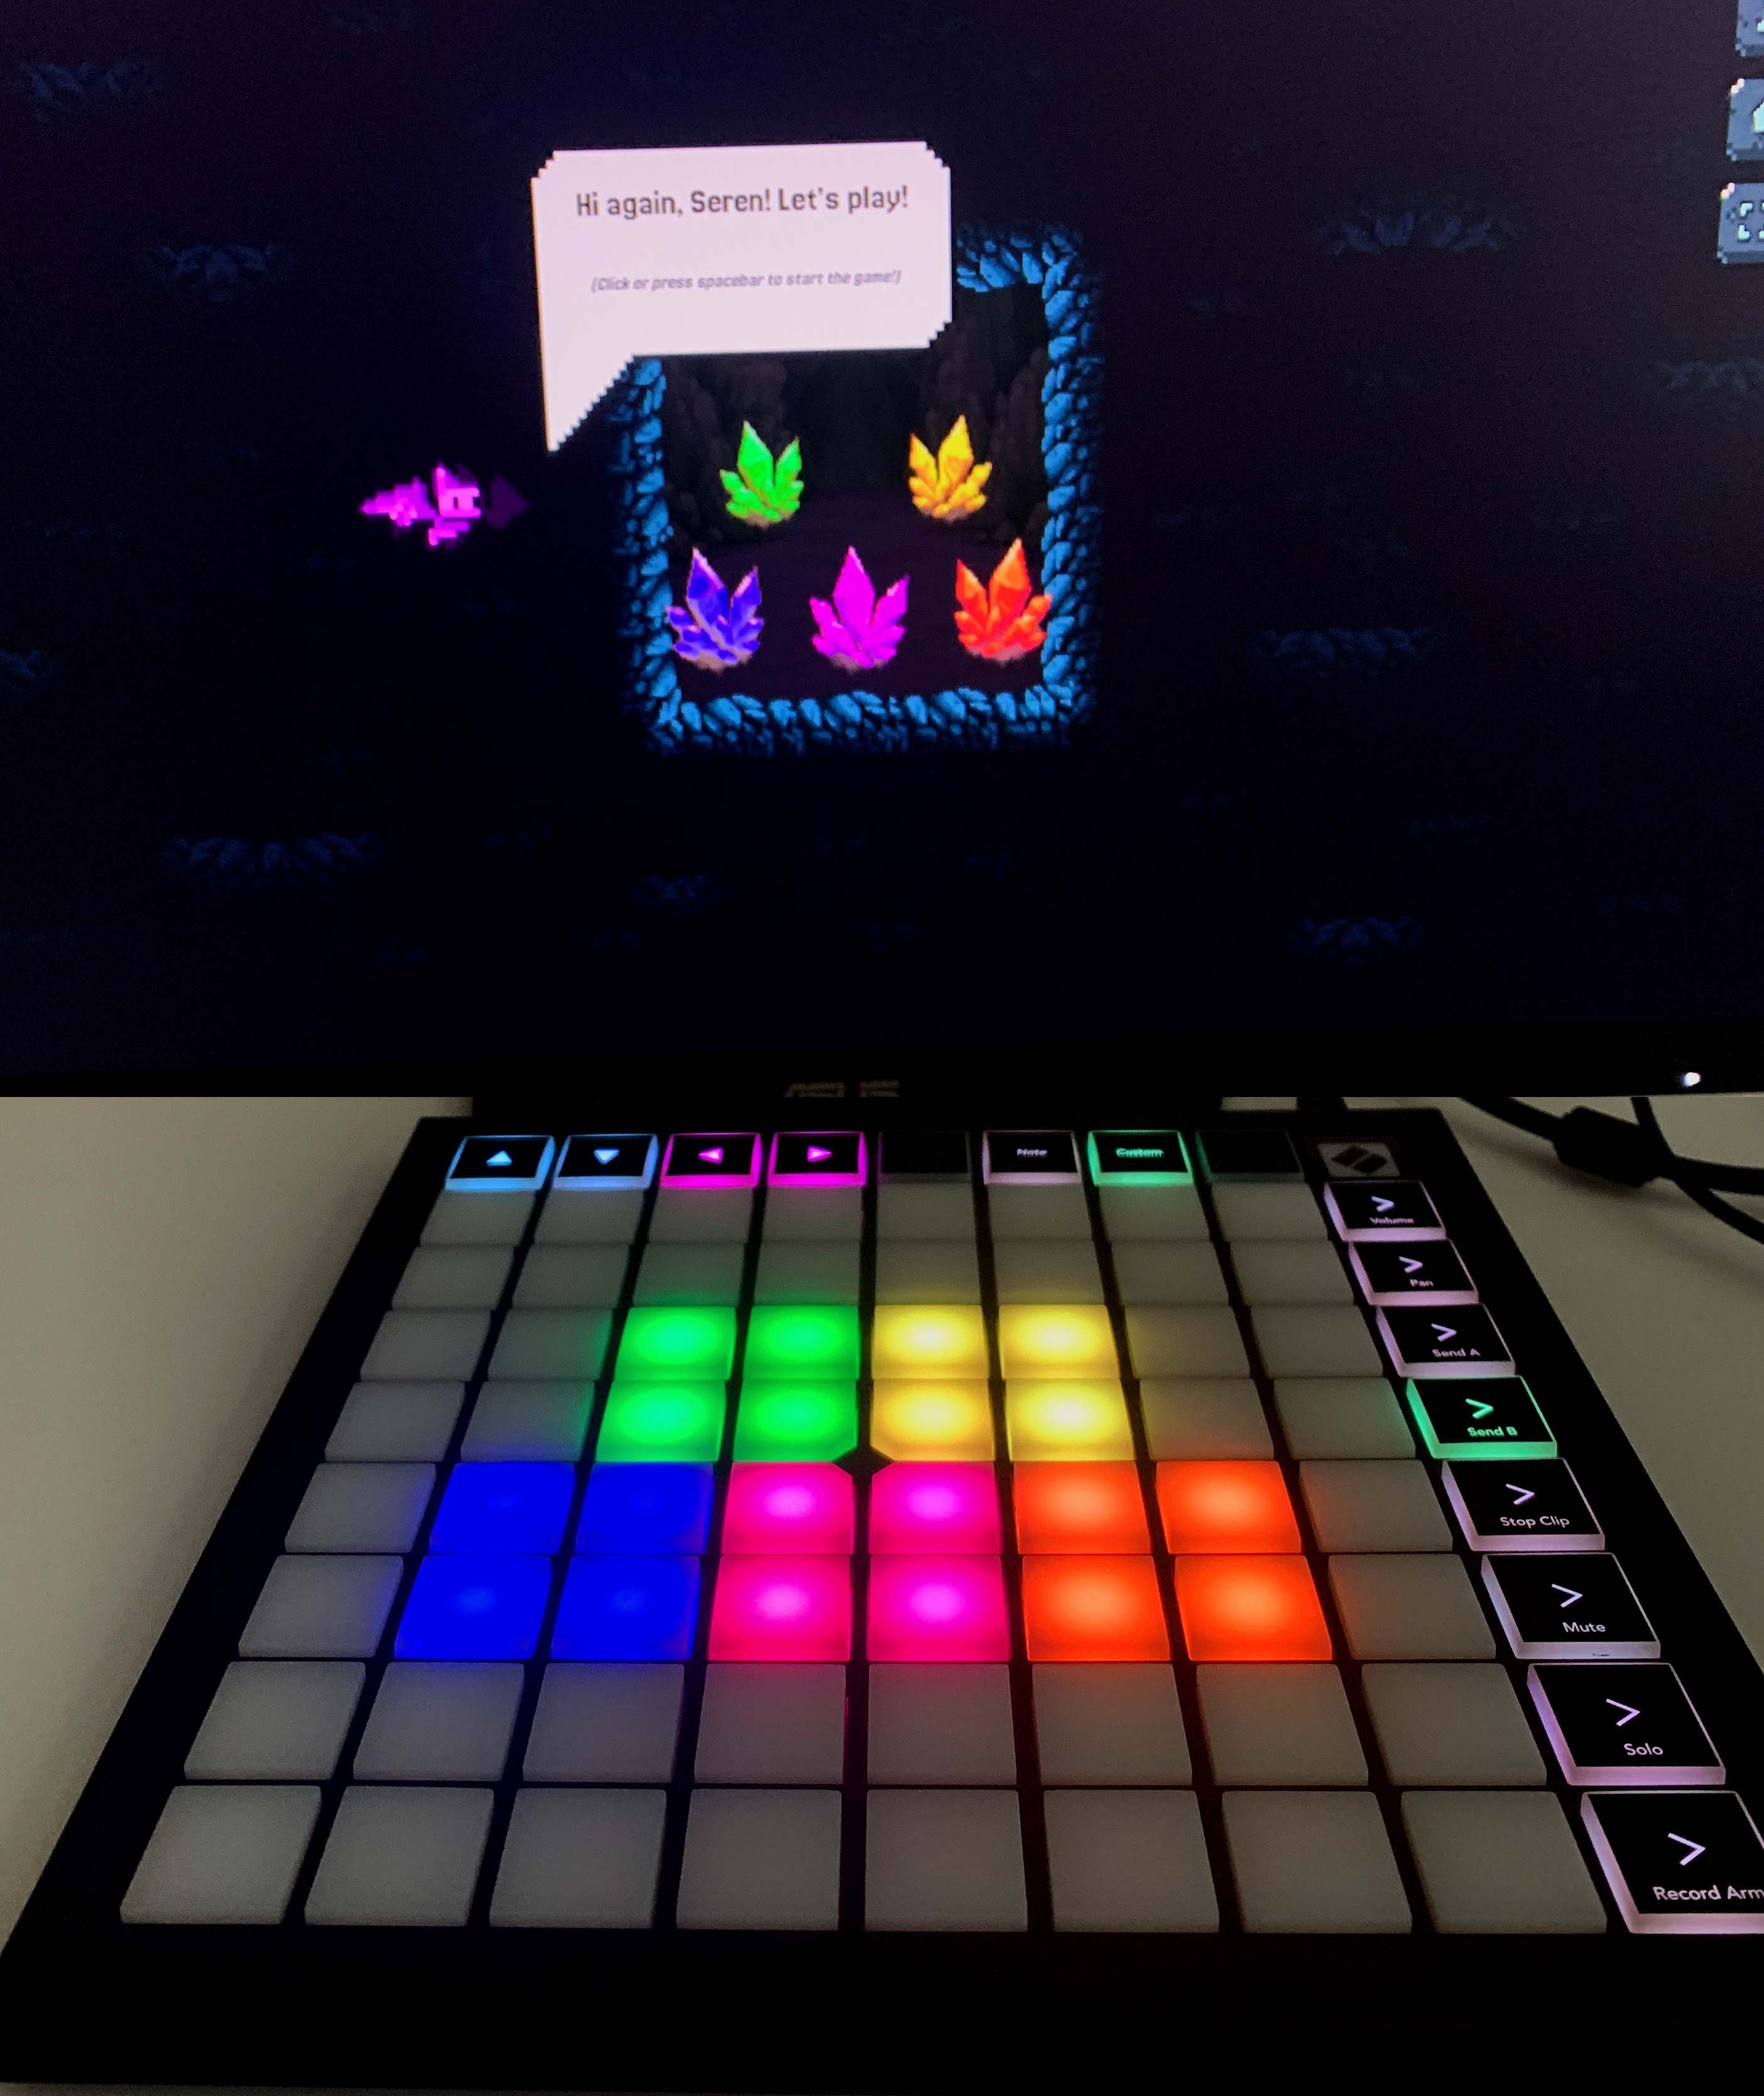 Hi again, Seren! Let's play!
(Click or press spacebar to start the game!)
ASUS
Note
Custom
Volume
Pan
Send A
Send B
Stop Clip
Mute
Solo
Record Arm